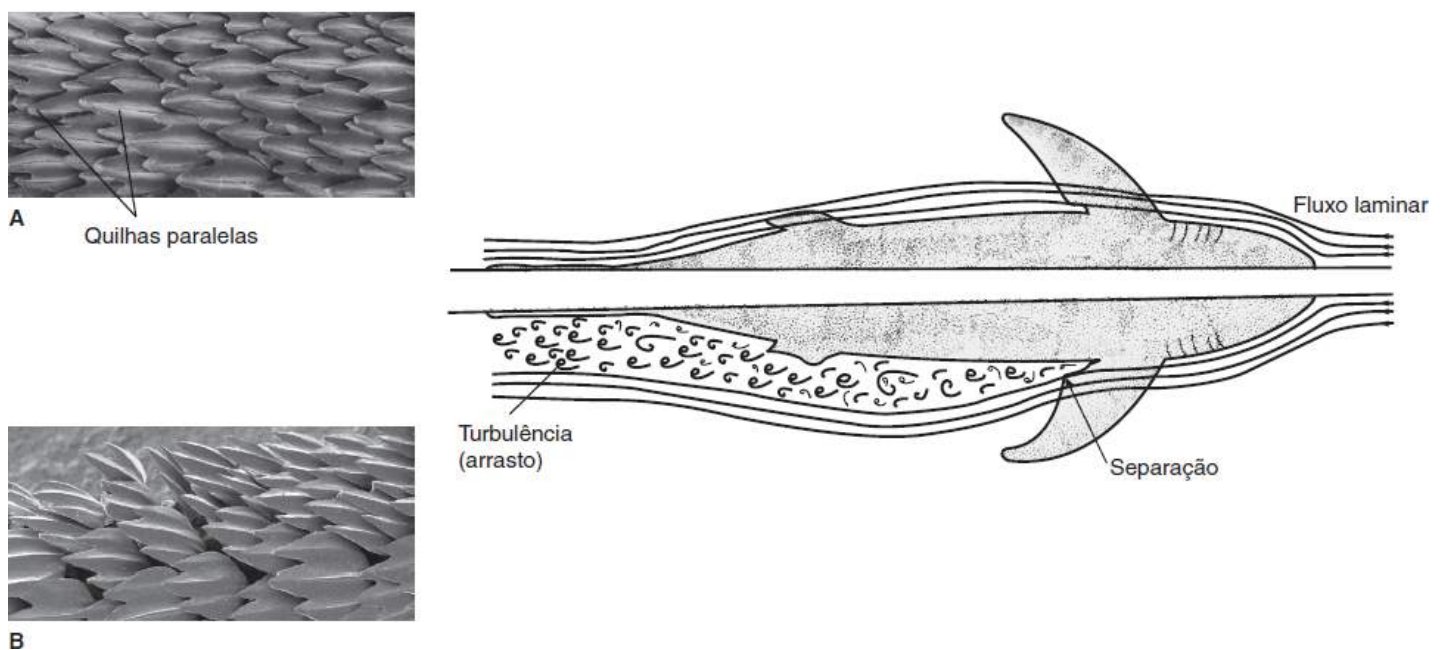 A
Quilhas paralelas
Fluxo laminar
Turbulência
(arrasto)
Separação
B